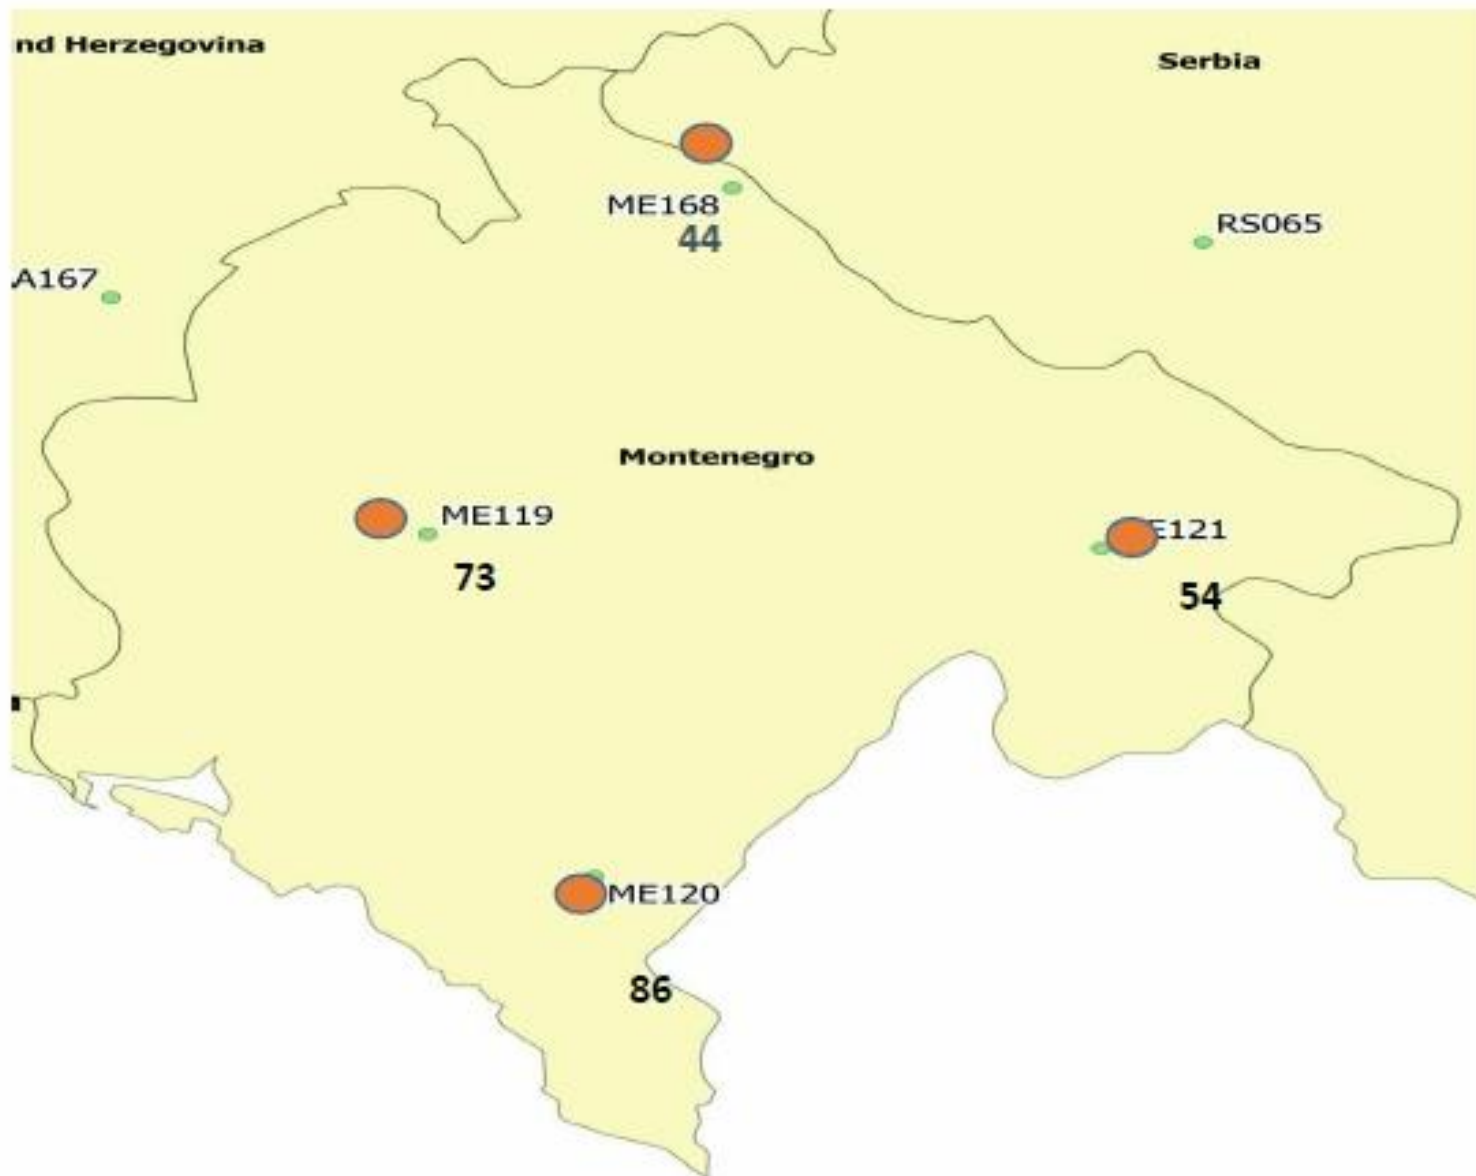 nd Herzegovina
Serbia
ME168
44
RS065
A167
Montenegro
ME119
73
E121
54
ME120
86